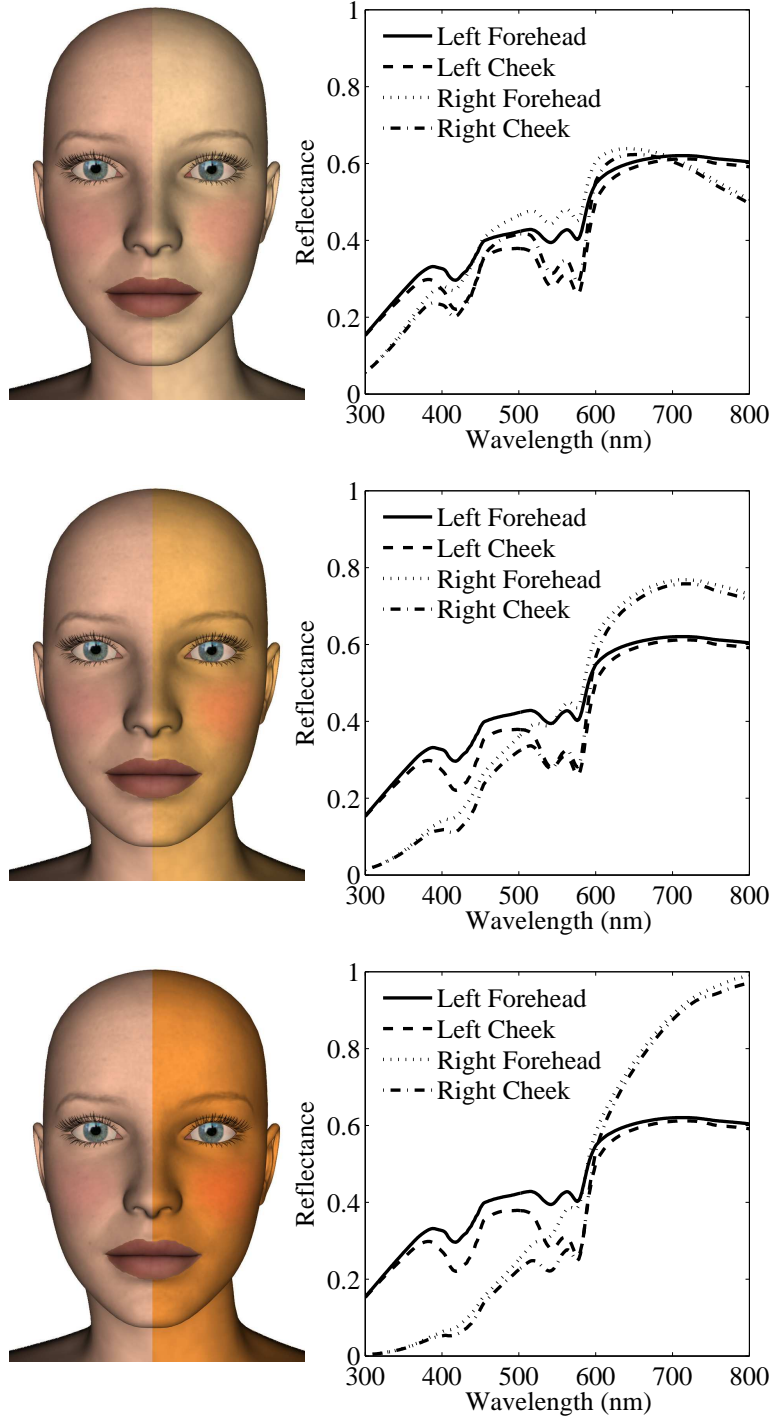 1
0.8
0.6
0.4
0.2
0
Reflectance
Left Forehead
Left Cheek
Right Forehead
Right Cheek
300 400 500 600 700 800
Wavelength (nm)
1
0.8
0.6
0.4
0.2
0
Reflectance
Left Forehead
Left Cheek
Right Forehead
Right Cheek
300 400 500 600 700 800
Wavelength (nm)
1
0.8
0.6
0.4
0.2
0
Reflectance
Left Forehead
Left Cheek
Right Forehead
Right Cheek
300 400 500 600 700 800
Wavelength (nm)